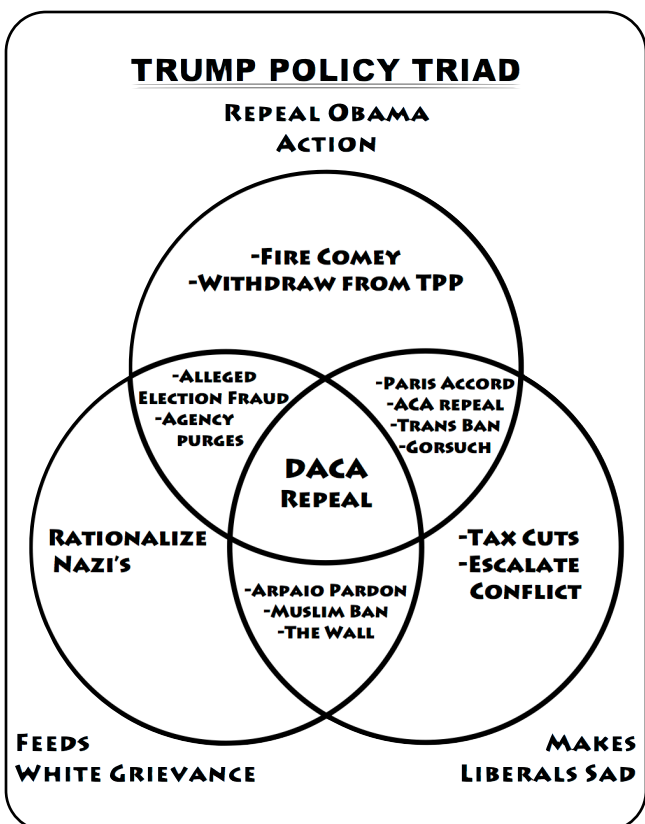 TRUMP POLICY TRIAD
REPEAL OBAMA
ACTION
-FIRE COMEY
-WITHDRAW FROM TPP
-ALLEGED
ELECTION FRAUD
-AGENCY
PURGES
-PARIS ACCORD
-ACA REPEAL
-TRANS BAN
-GORSUCH
DACA
REPEAL
RATIONALIZE
NAZI'S
-TAX CUTS
-ESCALATE
CONFLICT
-ARPAIO PARDON
-MUSLIM BAN
-THE WALL
FEEDS
WHITE GRIEVANCE
MAKES
LIBERALS SAD